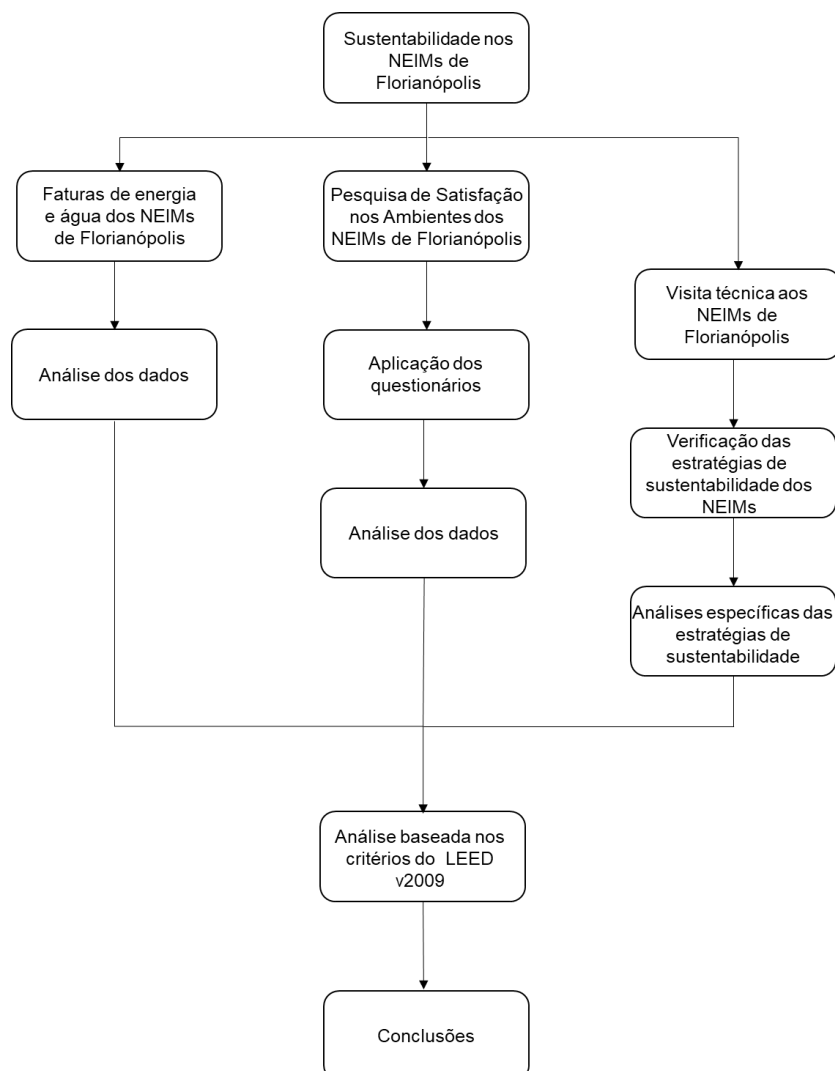 Sustentabilidade nos
NEIMs de
Florianópolis
Faturas de energia
e água dos NEIMs
de Florianópolis
Pesquisa de Satisfação
nos Ambientes dos
NEIMs de Florianópolis
Visita técnica aos
NEIMs de
Florianópolis
Análise dos dados
Aplicação dos
questionários
Verificação das
estratégias de
sustentabilidade dos
NEIMs
Análise dos dados
Análises específicas das
estratégias de
sustentabilidade
Análise baseada nos
critérios do LEED
v2009
Conclusões